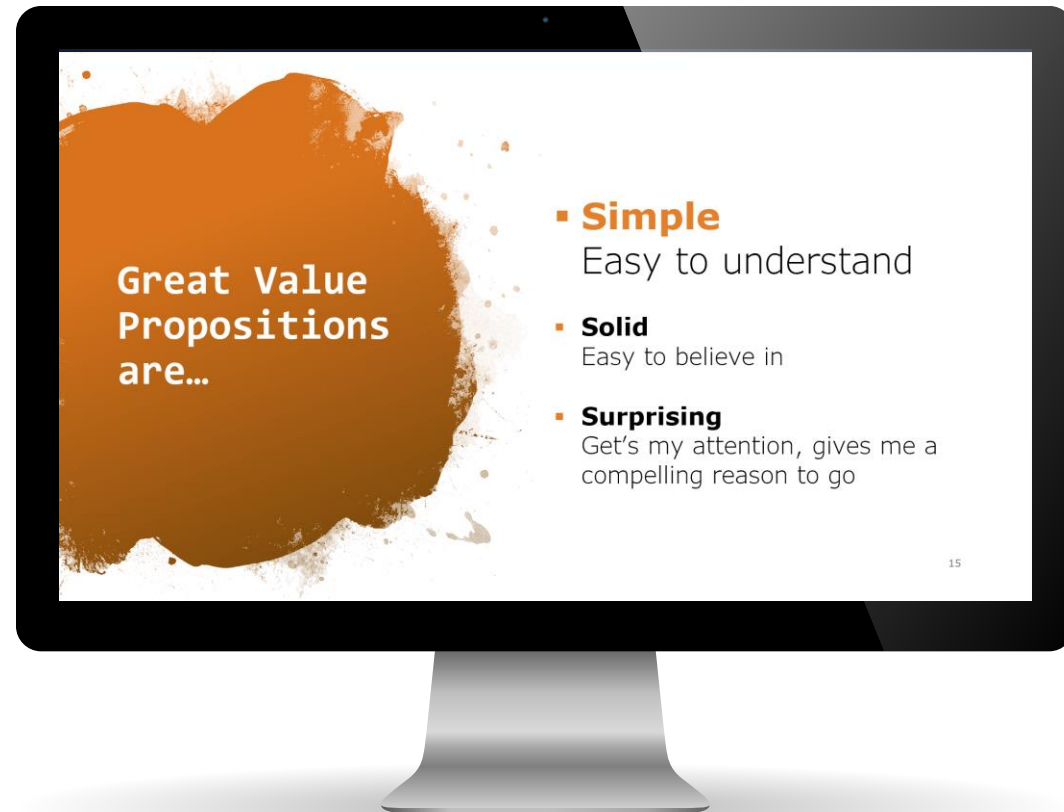 Great Value
Propositions
are…
Simple
Easy to understand
Solid
Easy to believe in
Surprising
Get's my attention, gives me a
compelling reason to go
15